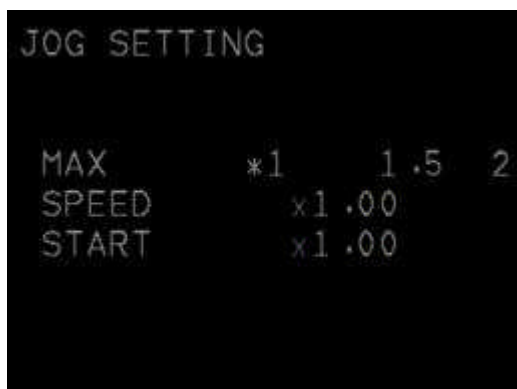 JOG SETTING
MAX *1 1.5 2
SPEED x1.00
START x1.00